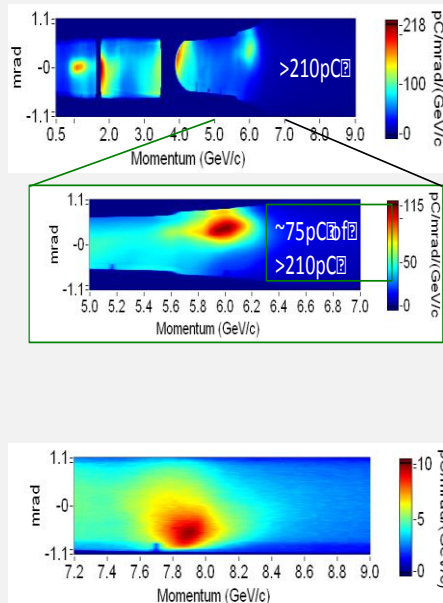 1.1
mrad
-0
-1.1
>210pC
0.5 1.8 2.0 3.0 4.0 5.0 6.0 7.0 8.0 9.0
Momentum (GeV/c)
-218
100
-0
pC/mrad/(GeV/c
1.1
mrad
-0
-1.1
~75pC of
>210pC
5.0 5.2 5.4 5.6 5.8 6.0 6.2 6.4 6.6 6.8 7.0
Momentum (GeV/c)
-115
-50
-0
pC/mrad/(GeV/c
1.1
mrad
-0
-1.1
7.2 7.4 7.6 7.8 8.0 8.2 8.4 8.6 8.8 9.0
Momentum (GeV/c)
-10
-5
-0